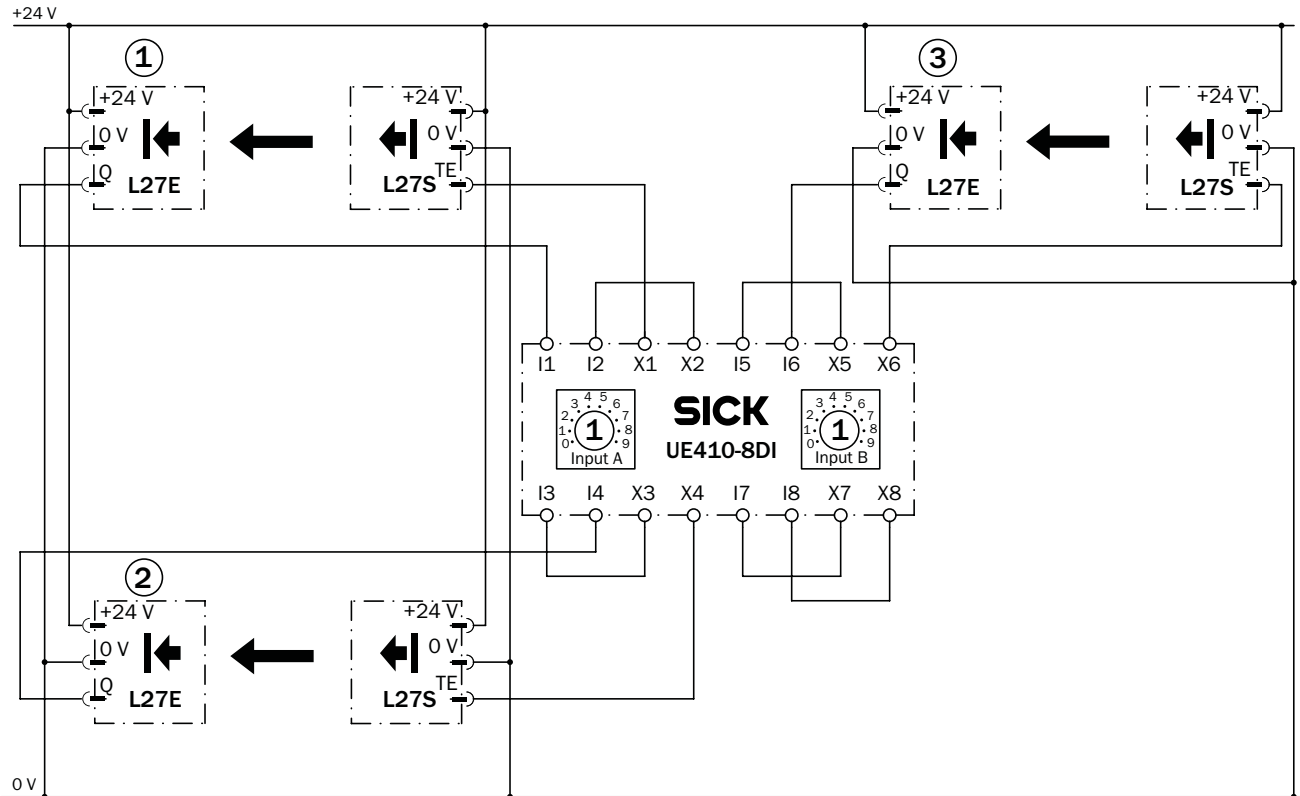 +24 V
1
3
+24 V
0 V
Q
L27E
+24 V
0 V
TE
L27S
+24 V
0 V
Q
L27E
+24 V
0 V
TE
L27S
I1 I2 X1 X2 I5 I6 X5 X6
0 1 2 3 4 5 6 7 8 9
1
Input A
SICK
UE410-8DI
0 1 2 3 4 5 6 7 8 9
1
Input B
I3 I4 X3 X4 I7 I8 X7 X8
2
+24 V
0 V
Q
L27E
+24 V
0 V
TE
L27S
0 V